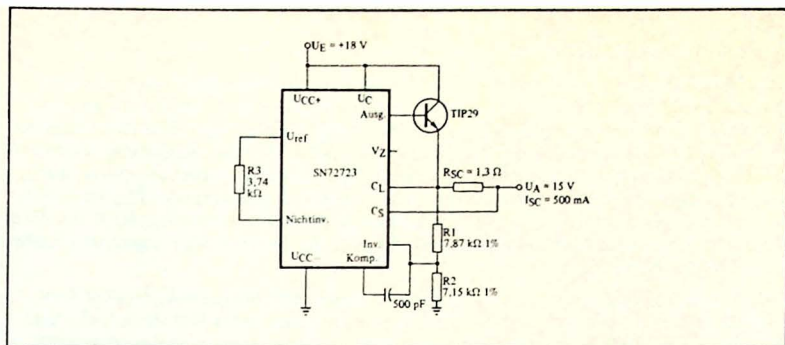 U_E = +18 V
U_CC+
U_C
Ausg.
TIP29
U_ref
V_Z
R3
3,74
kΩ
SN72723
R_SC = 1,3 Ω
C_L
U_A = 15 V
I_SC = 500 mA
C_S
Nichtinv.
R1
7,87 kΩ 1%
Inv.
U_CC−
Komp.
R2
7,15 kΩ 1%
500 pF